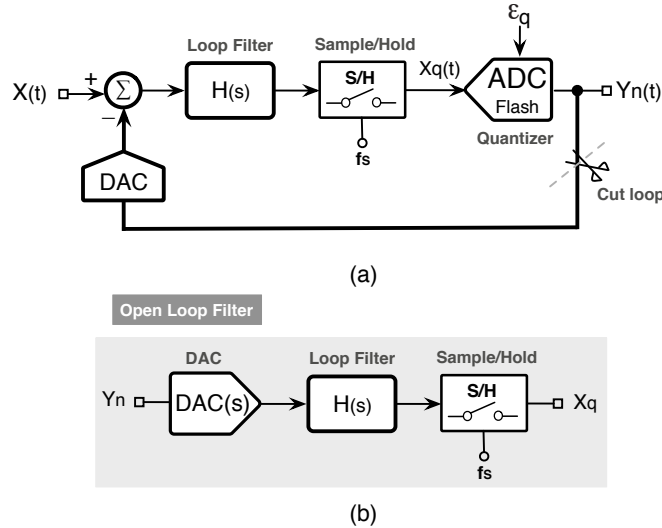 εq
Loop Filter
Sample/Hold
X(t)
+
−
Σ
H(s)
S/H
Xq(t)
ADC
Flash
Yn(t)
fs
Quantizer
DAC
Cut loop
(a)
Open Loop Filter
DAC
Loop Filter
Sample/Hold
Yn
DAC(s)
H(s)
S/H
Xq
fs
(b)